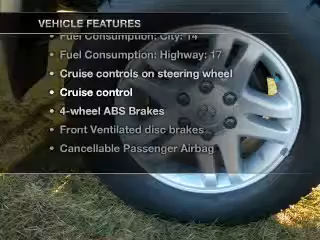 VEHICLE FEATURES
• Fuel Consumption: City: 14
• Fuel Consumption: Highway: 17
• Cruise controls on steering wheel
• Cruise control
• 4-wheel ABS Brakes
• Front Ventilated disc brakes
• Cancellable Passenger Airbag